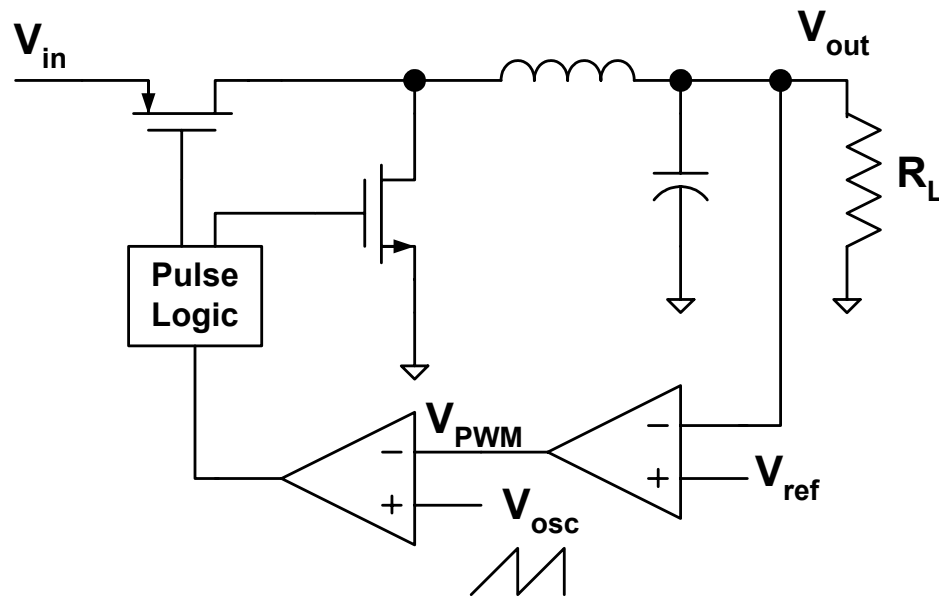 Vin
Vout
RL
Pulse
Logic
VPWM
-
-
+
Vref
+
Vosc